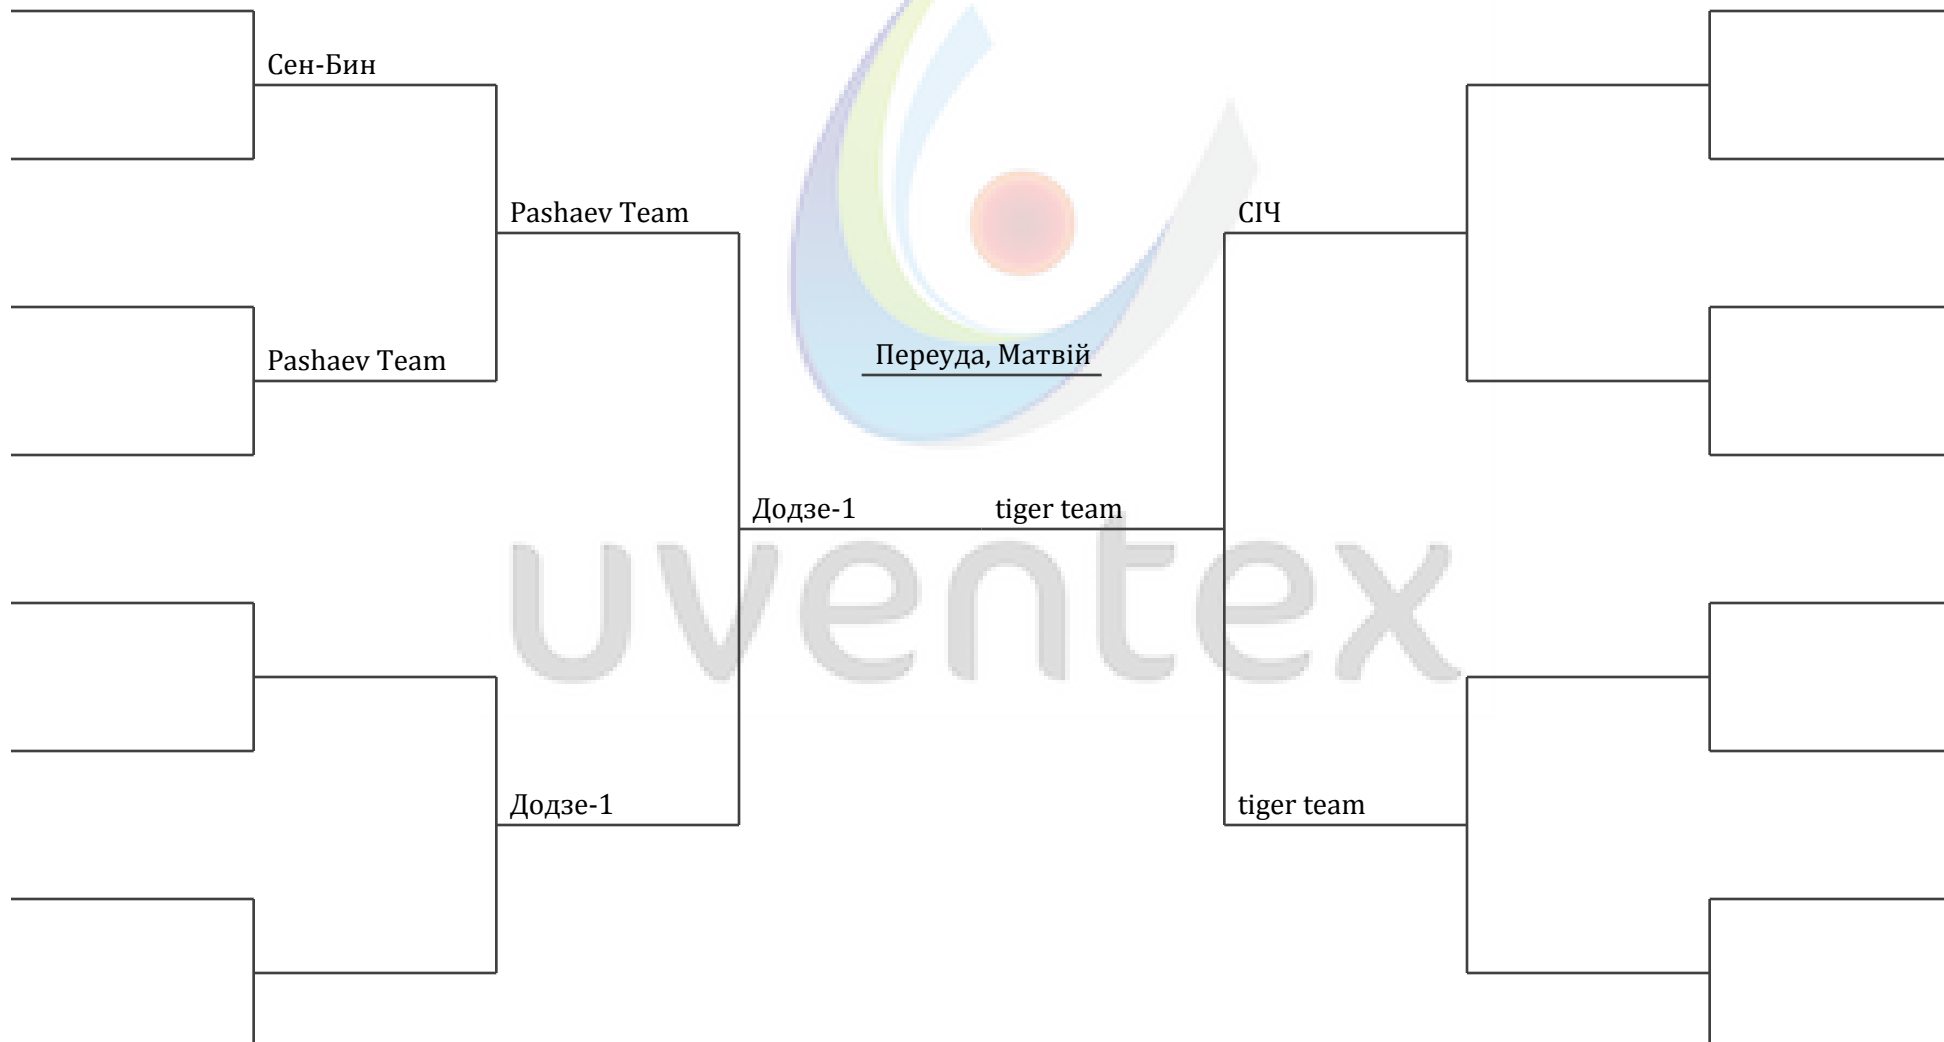 Сен-Бин
Pashaev Team
СІЧ
Переуда, Матвій
Pashaev Team
Додзе-1
tiger team
uventex
Додзе-1
tiger team